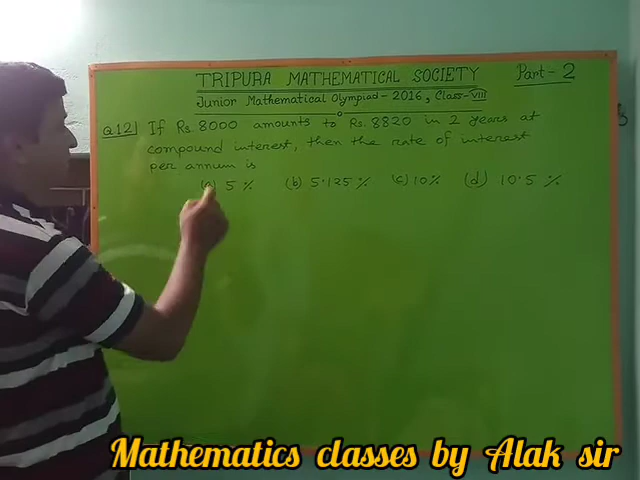 TRIPURA MATHEMATICAL SOCIETY
Part- 2
Junior Mathematical Olympiad - 2016, Class-VIII
Q.12| If Rs. 8000 amounts to Rs. 8820 in 2 years at
compound interest, then the rate of interest
per annum is
(a) 5 % (b) 5.125 % (c) 10 % (d) 10.5 %
Mathematics classes by Alak sir